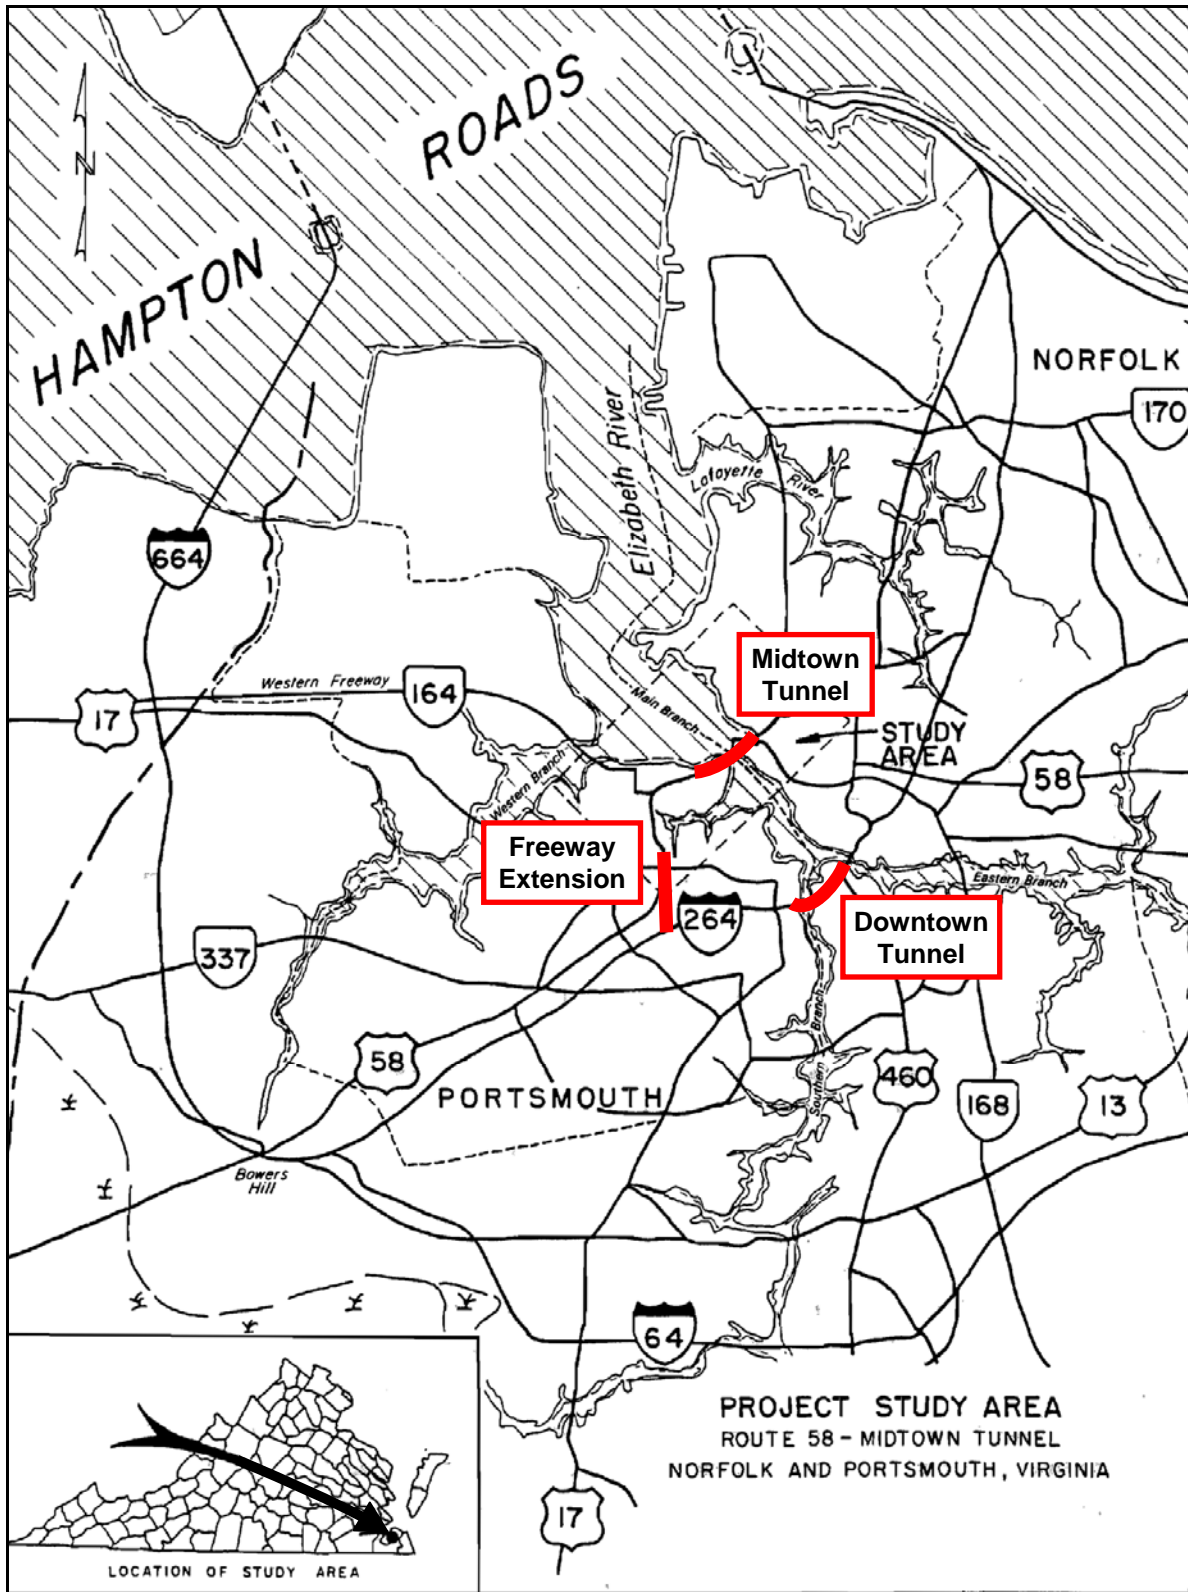 HAMPTON
ROADS
N
NORFOLK
170
Elizabeth River
Lafayette River
664
Midtown
Tunnel
Western Freeway
164
17
Main Branch
STUDY
AREA
58
Western Branch
Freeway
Extension
Eastern Branch
264
Downtown
Tunnel
337
58
Southern Branch
PORTSMOUTH
460
168
13
Bowers
Hill
64
PROJECT STUDY AREA
ROUTE 58 - MIDTOWN TUNNEL
NORFOLK AND PORTSMOUTH, VIRGINIA
17
LOCATION OF STUDY AREA